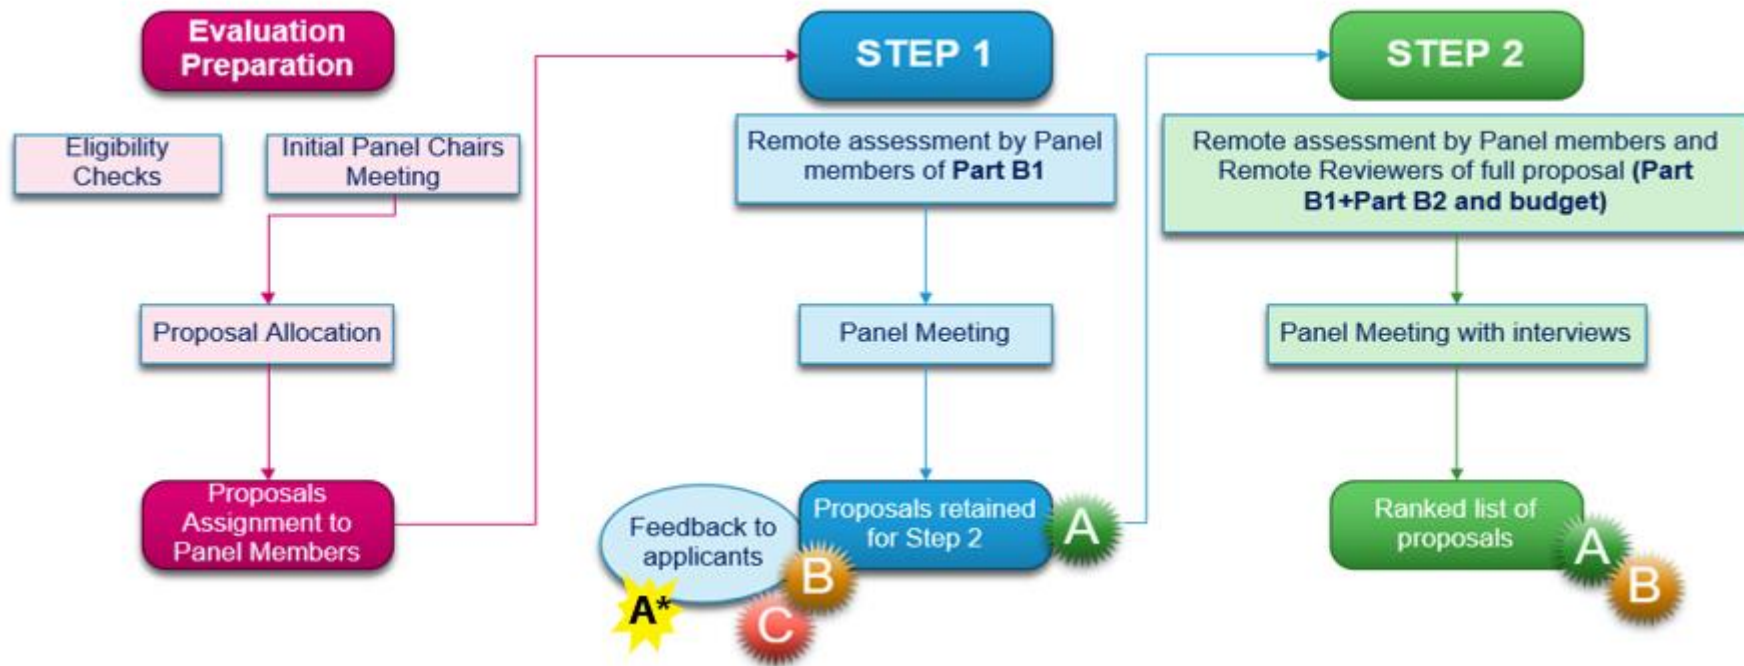 Evaluation
Preparation
Eligibility
Checks
Initial Panel Chairs
Meeting
Proposal Allocation
Proposals
Assignment to
Panel Members
STEP 1
Remote assessment by Panel
members of Part B1
Panel Meeting
Feedback to
applicants
A*
B
C
Proposals retained
for Step 2
A
STEP 2
Remote assessment by Panel members and
Remote Reviewers of full proposal (Part
B1+Part B2 and budget)
Panel Meeting with interviews
Ranked list of
proposals
A
B